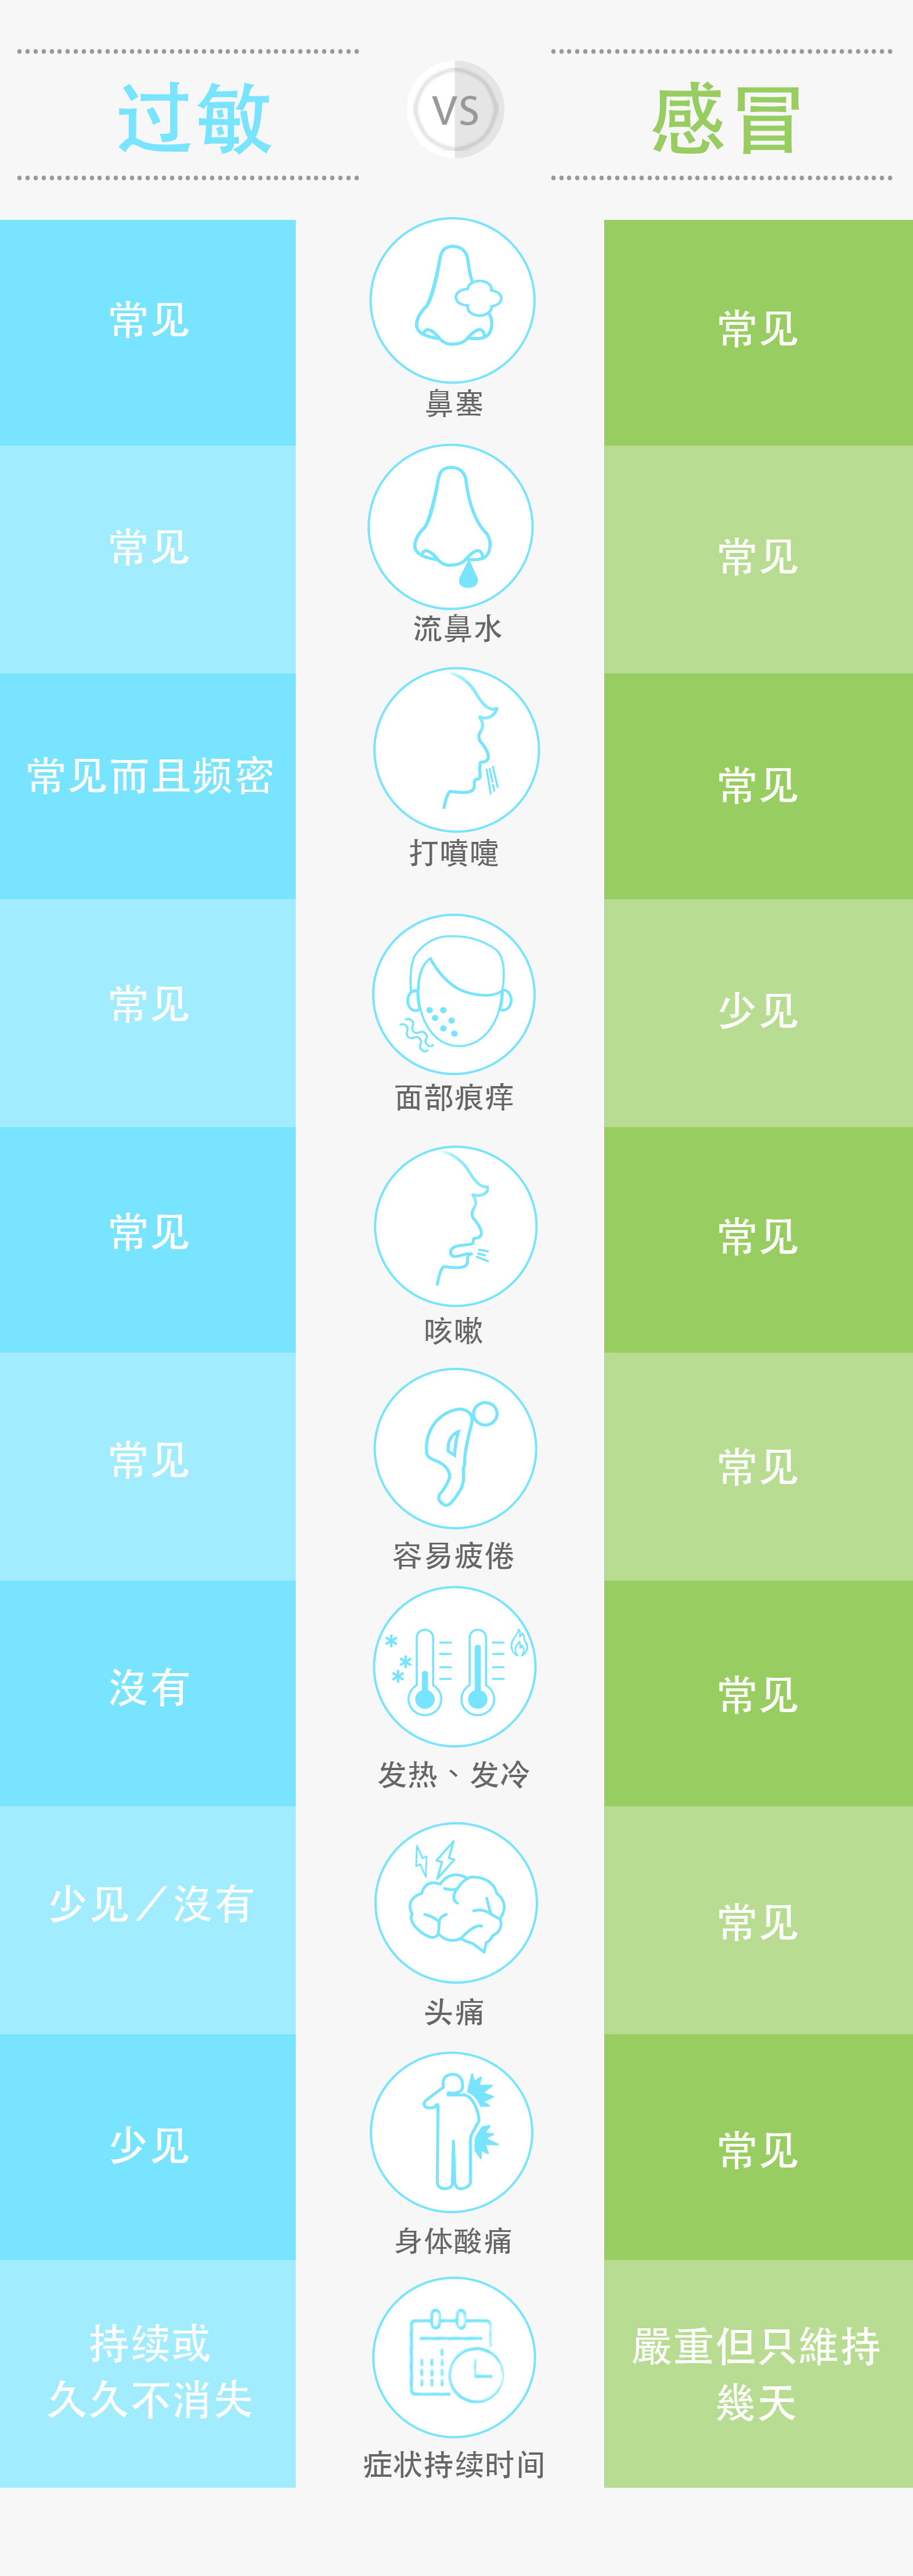 过敏
VS
感冒
常见
鼻塞
常见
常见
流鼻水
常见
常见而且频密
打噴嚏
常见
常见
面部痕痒
少见
常见
咳嗽
常见
常见
容易疲倦
常见
沒有
发热、发冷
常见
少见／沒有
头痛
常见
少见
身体酸痛
常见
持续或
久久不消失
症状持续时间
嚴重但只維持
幾天